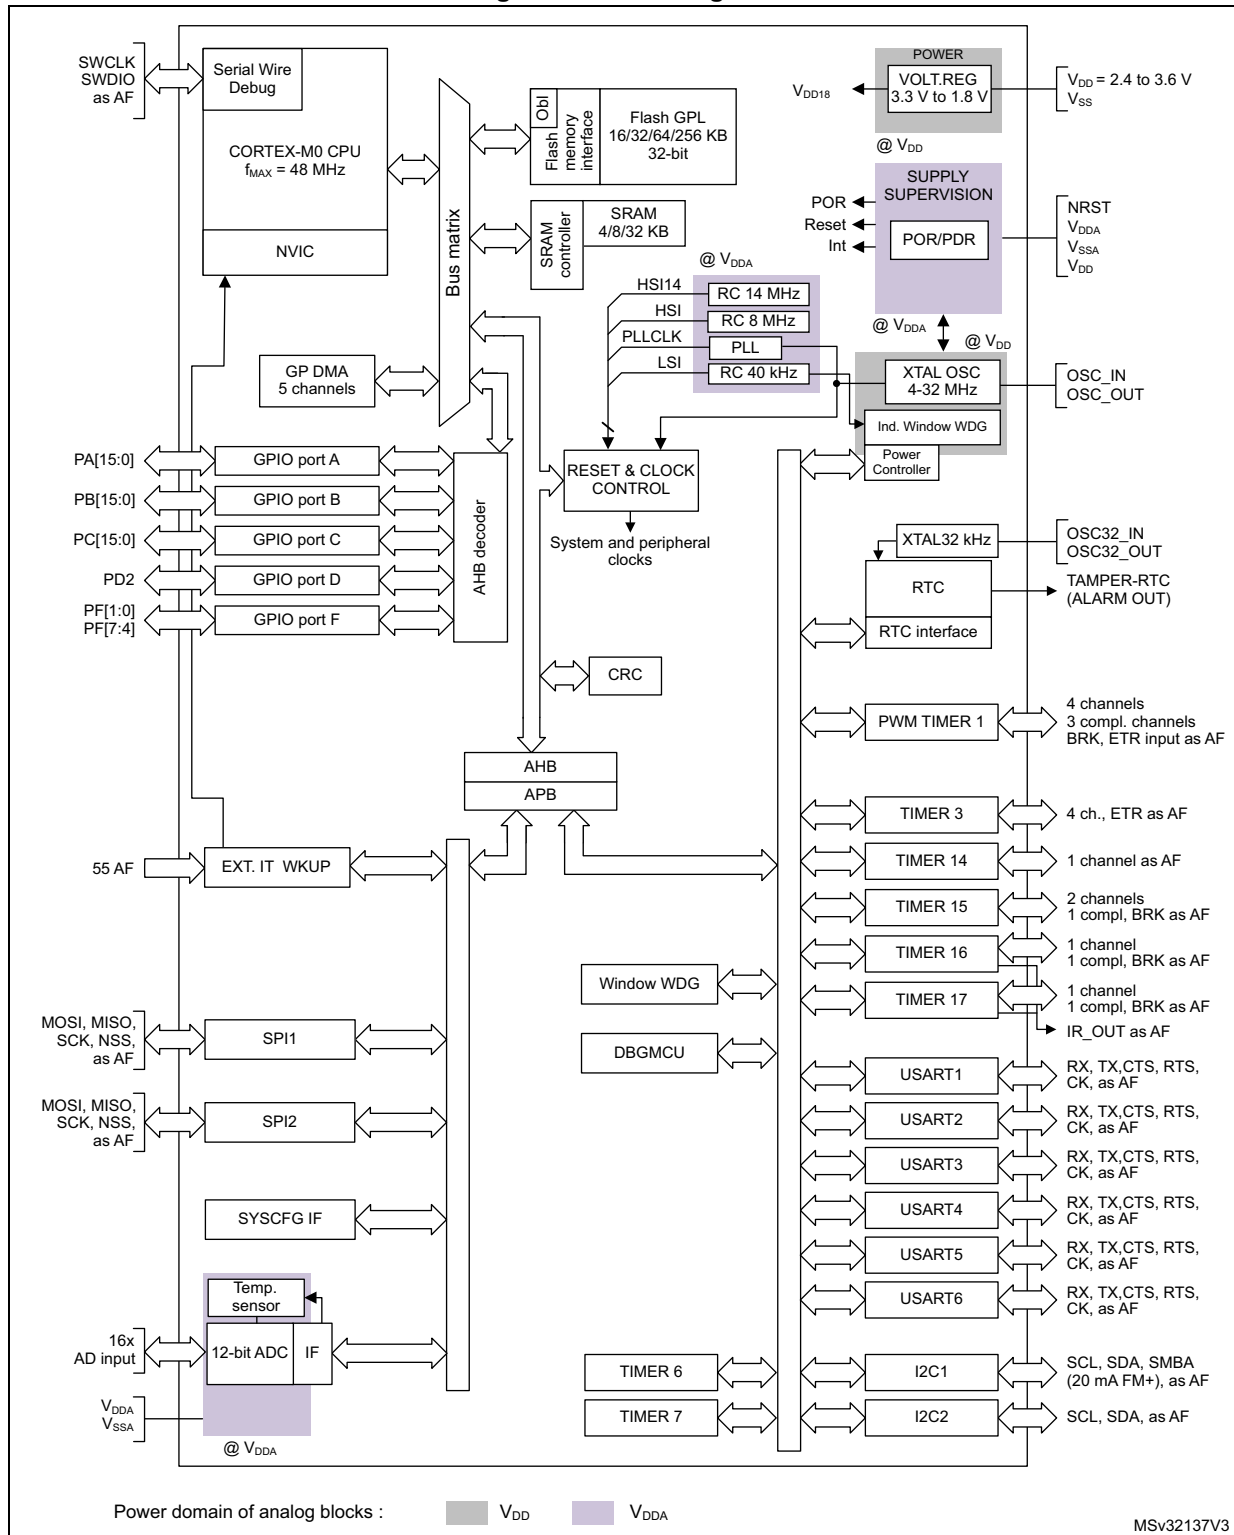 SWCLK
SWDIO
as AF
Serial Wire
Debug
CORTEX-M0 CPU
fMAX = 48 MHz
NVIC
Bus matrix
Obl
Flash
memory
interface
Flash GPL
16/32/64/256 KB
32-bit
SRAM
controller
SRAM
4/8/32 KB
POWER
VOLT.REG
3.3 V to 1.8 V
VDD18
VDD = 2.4 to 3.6 V
VSS
@ VDD
SUPPLY
SUPERVISION
POR/PDR
POR
Reset
Int
NRST
VDDA
VSSA
VDD
@ VDDA
@ VDDA
HSI14
HSI
PLLCLK
LSI
RC 14 MHz
RC 8 MHz
PLL
RC 40 kHz
@ VDD
XTAL OSC
4-32 MHz
OSC_IN
OSC_OUT
Ind. Window WDG
Power
Controller
GP DMA
5 channels
PA[15:0]
GPIO port A
PB[15:0]
GPIO port B
PC[15:0]
GPIO port C
PD2
GPIO port D
PF[1:0]
PF[7:4]
GPIO port F
AHB decoder
RESET & CLOCK
CONTROL
System and peripheral
clocks
XTAL32 kHz
OSC32_IN
OSC32_OUT
RTC
TAMPER-RTC
(ALARM OUT)
RTC interface
CRC
AHB
APB
PWM TIMER 1
4 channels
3 compl. channels
BRK, ETR input as AF
TIMER 3
4 ch., ETR as AF
55 AF
EXT. IT WKUP
TIMER 14
1 channel as AF
TIMER 15
2 channels
1 compl, BRK as AF
TIMER 16
1 channel
1 compl, BRK as AF
Window WDG
TIMER 17
1 channel
1 compl, BRK as AF
IR_OUT as AF
MOSI, MISO,
SCK, NSS,
as AF
SPI1
DBGMCU
USART1
RX, TX,CTS, RTS,
CK, as AF
MOSI, MISO,
SCK, NSS,
as AF
SPI2
USART2
RX, TX,CTS, RTS,
CK, as AF
USART3
RX, TX,CTS, RTS,
CK, as AF
SYSCFG IF
USART4
RX, TX,CTS, RTS,
CK, as AF
USART5
RX, TX,CTS, RTS,
CK, as AF
USART6
RX, TX,CTS, RTS,
CK, as AF
Temp.
sensor
16x
AD input
12-bit ADC
IF
VDDA
VSSA
@ VDDA
TIMER 6
I2C1
SCL, SDA, SMBA
(20 mA FM+), as AF
TIMER 7
I2C2
SCL, SDA, as AF
Power domain of analog blocks :
VDD
VDDA
MSv32137V3